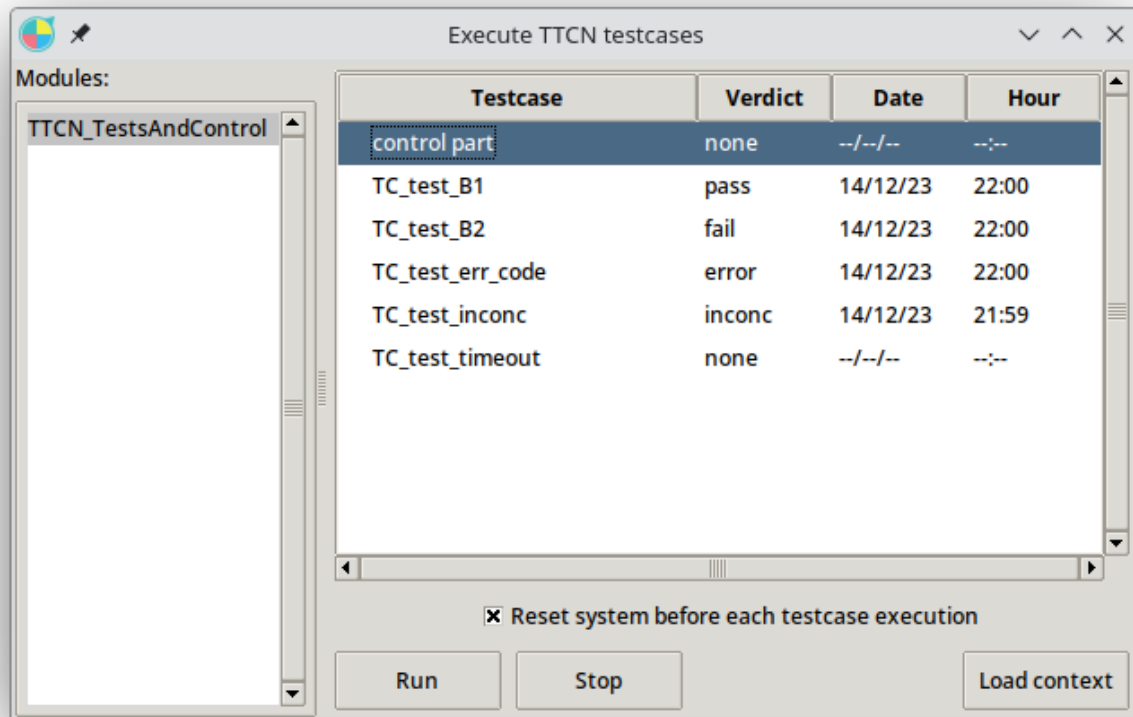 Execute TTCN testcases
Modules:
TTCN_TestsAndControl
Testcase Verdict Date Hour
control part none --/--/-- --:--
TC_test_B1 pass 14/12/23 22:00
TC_test_B2 fail 14/12/23 22:00
TC_test_err_code error 14/12/23 22:00
TC_test_inconc inconc 14/12/23 21:59
TC_test_timeout none --/--/-- --:--
Reset system before each testcase execution
Run Stop Load context